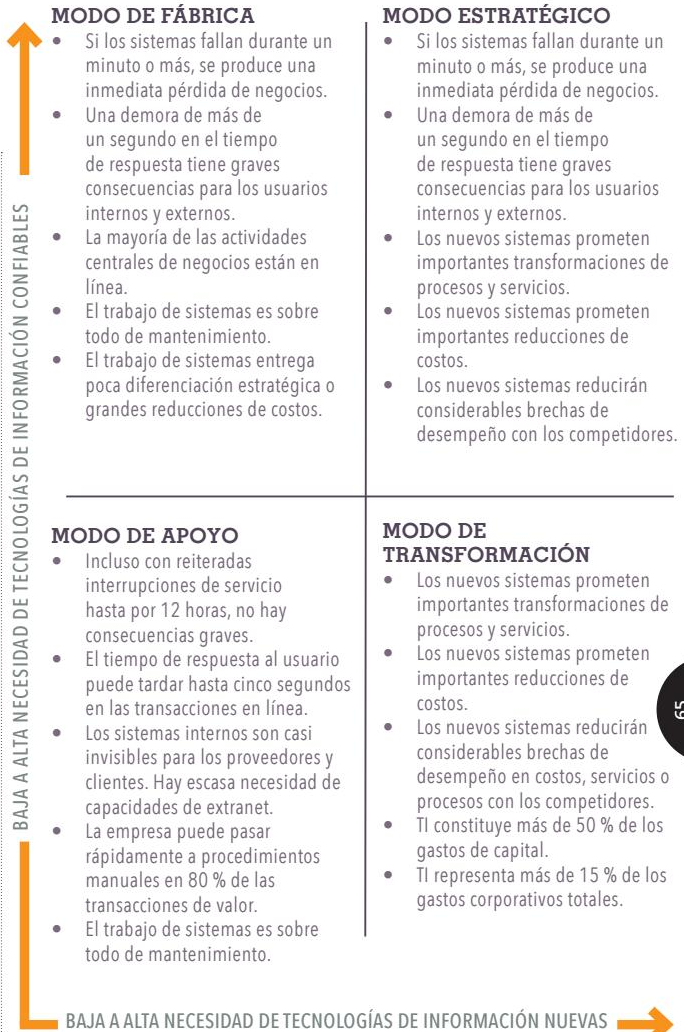 MODO DE FÁBRICA
• Si los sistemas fallan durante un
minuto o más, se produce una
inmediata pérdida de negocios.
• Una demora de más de
un segundo en el tiempo
de respuesta tiene graves
consecuencias para los usuarios
internos y externos.
• La mayoría de las actividades
centrales de negocios están en
línea.
• El trabajo de sistemas es sobre
todo de mantenimiento.
• El trabajo de sistemas entrega
poca diferenciación estratégica o
grandes reducciones de costos.
MODO ESTRATÉGICO
• Si los sistemas fallan durante un
minuto o más, se produce una
inmediata pérdida de negocios.
• Una demora de más de
un segundo en el tiempo
de respuesta tiene graves
consecuencias para los usuarios
internos y externos.
• Los nuevos sistemas prometen
importantes transformaciones de
procesos y servicios.
• Los nuevos sistemas prometen
importantes reducciones de
costos.
• Los nuevos sistemas reducirán
considerables brechas de
desempeño con los competidores.
MODO DE APOYO
• Incluso con reiteradas
interrupciones de servicio
hasta por 12 horas, no hay
consecuencias graves.
• El tiempo de respuesta al usuario
puede tardar hasta cinco segundos
en las transacciones en línea.
• Los sistemas internos son casi
invisibles para los proveedores y
clientes. Hay escasa necesidad de
capacidades de extranet.
• La empresa puede pasar
rápidamente a procedimientos
manuales en 80 % de las
transacciones de valor.
• El trabajo de sistemas es sobre
todo de mantenimiento.
MODO DE
TRANSFORMACIÓN
• Los nuevos sistemas prometen
importantes transformaciones de
procesos y servicios.
• Los nuevos sistemas prometen
importantes reducciones de
costos.
• Los nuevos sistemas reducirán
considerables brechas de
desempeño en costos, servicios o
procesos con los competidores.
• TI constituye más de 50 % de los
gastos de capital.
• TI representa más de 15 % de los
gastos corporativos totales.
BAJA A ALTA NECESIDAD DE TECNOLOGÍAS DE INFORMACIÓN CONFIABLES
BAJA A ALTA NECESIDAD DE TECNOLOGÍAS DE INFORMACIÓN NUEVAS
65